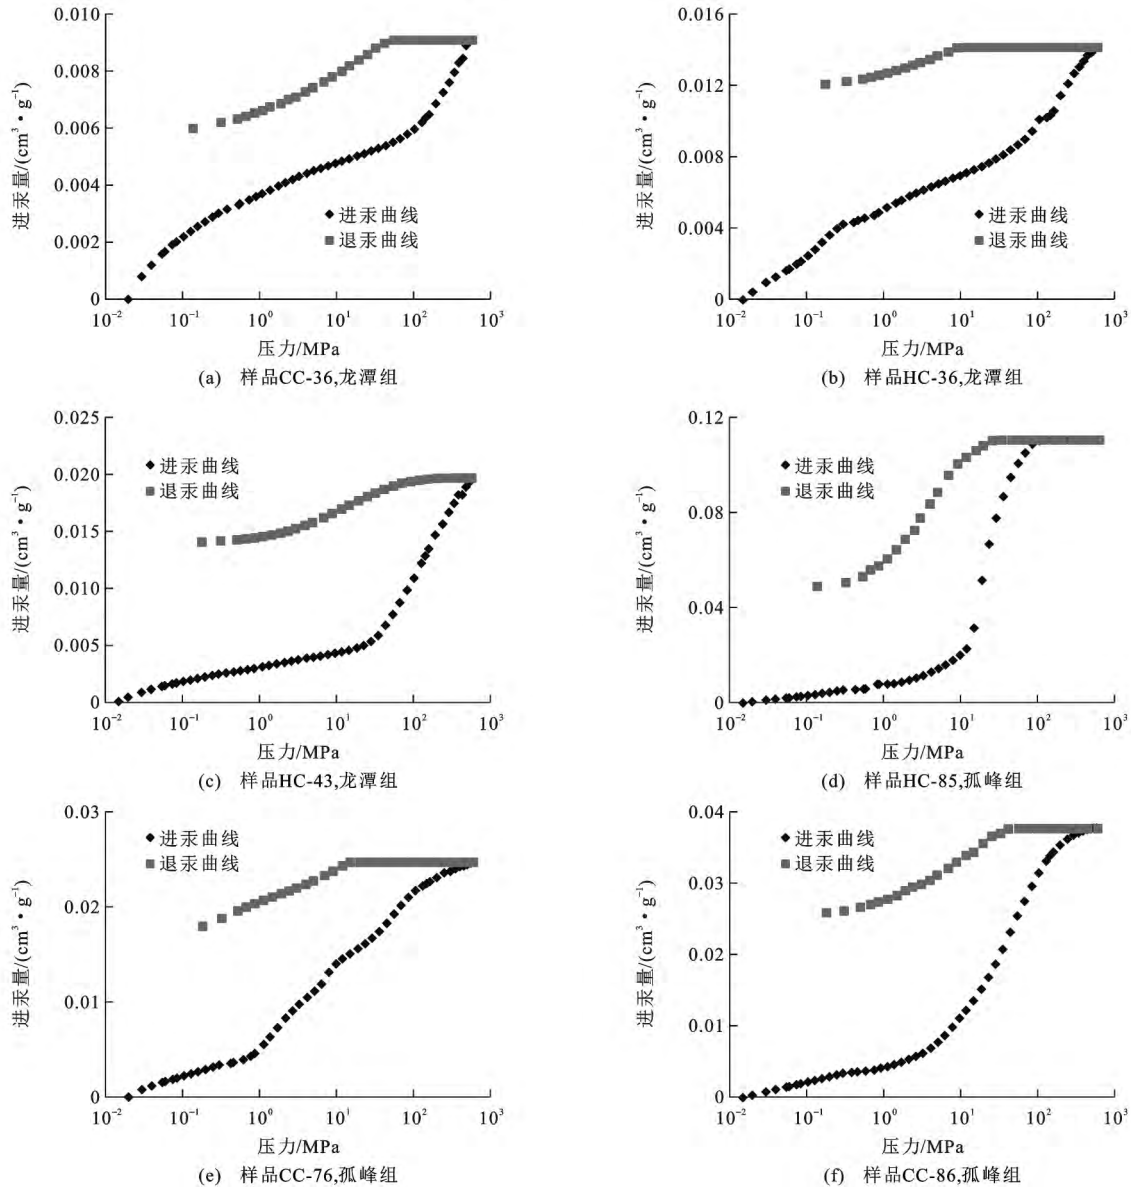 0.010
0.008
0.006
0.004
0.002
0
进汞量/(cm³•g⁻¹)
进汞曲线
退汞曲线
10⁻² 10⁻¹ 10⁰ 10¹ 10² 10³
压力/MPa
(a) 样品CC-36,龙潭组
0.016
0.012
0.008
0.004
0
进汞量/(cm³•g⁻¹)
进汞曲线
退汞曲线
10⁻² 10⁻¹ 10⁰ 10¹ 10² 10³
压力/MPa
(b) 样品HC-36,龙潭组
0.025
0.020
0.015
0.010
0.005
0
进汞量/(cm³•g⁻¹)
进汞曲线
退汞曲线
10⁻² 10⁻¹ 10⁰ 10¹ 10² 10³
压力/MPa
(c) 样品HC-43,龙潭组
0.12
0.08
0.04
0
进汞量/(cm³•g⁻¹)
进汞曲线
退汞曲线
10⁻² 10⁻¹ 10⁰ 10¹ 10² 10³
压力/MPa
(d) 样品HC-85,孤峰组
0.03
0.02
0.01
0
进汞量/(cm³•g⁻¹)
进汞曲线
退汞曲线
10⁻² 10⁻¹ 10⁰ 10¹ 10² 10³
压力/MPa
(e) 样品CC-76,孤峰组
0.04
0.03
0.02
0.01
0
进汞量/(cm³•g⁻¹)
进汞曲线
退汞曲线
10⁻² 10⁻¹ 10⁰ 10¹ 10² 10³
压力/MPa
(f) 样品CC-86,孤峰组